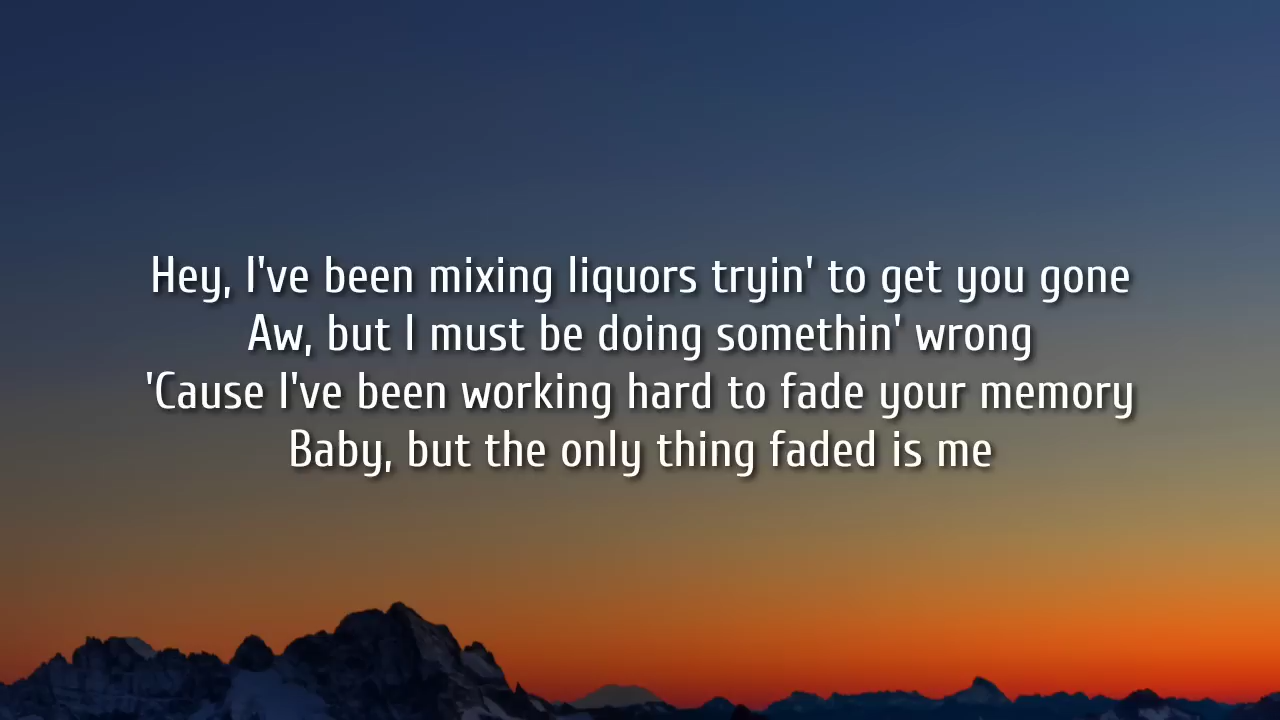 Hey, I've been mixing liquors tryin' to get you gone
Aw, but I must be doing somethin' wrong
'Cause I've been working hard to fade your memory
Baby, but the only thing faded is me